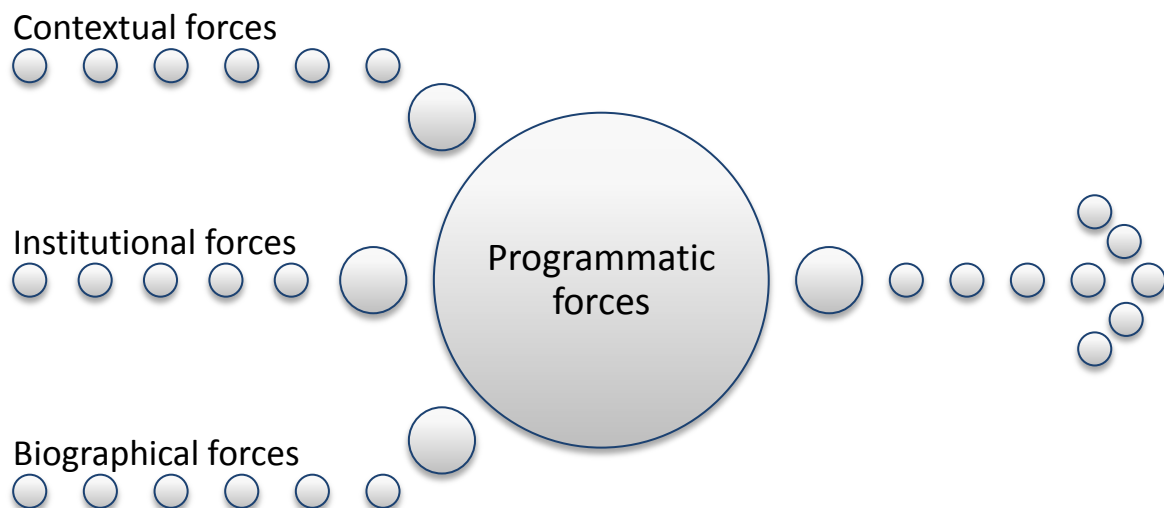 Contextual forces
Institutional forces
Programmatic
forces
Biographical forces